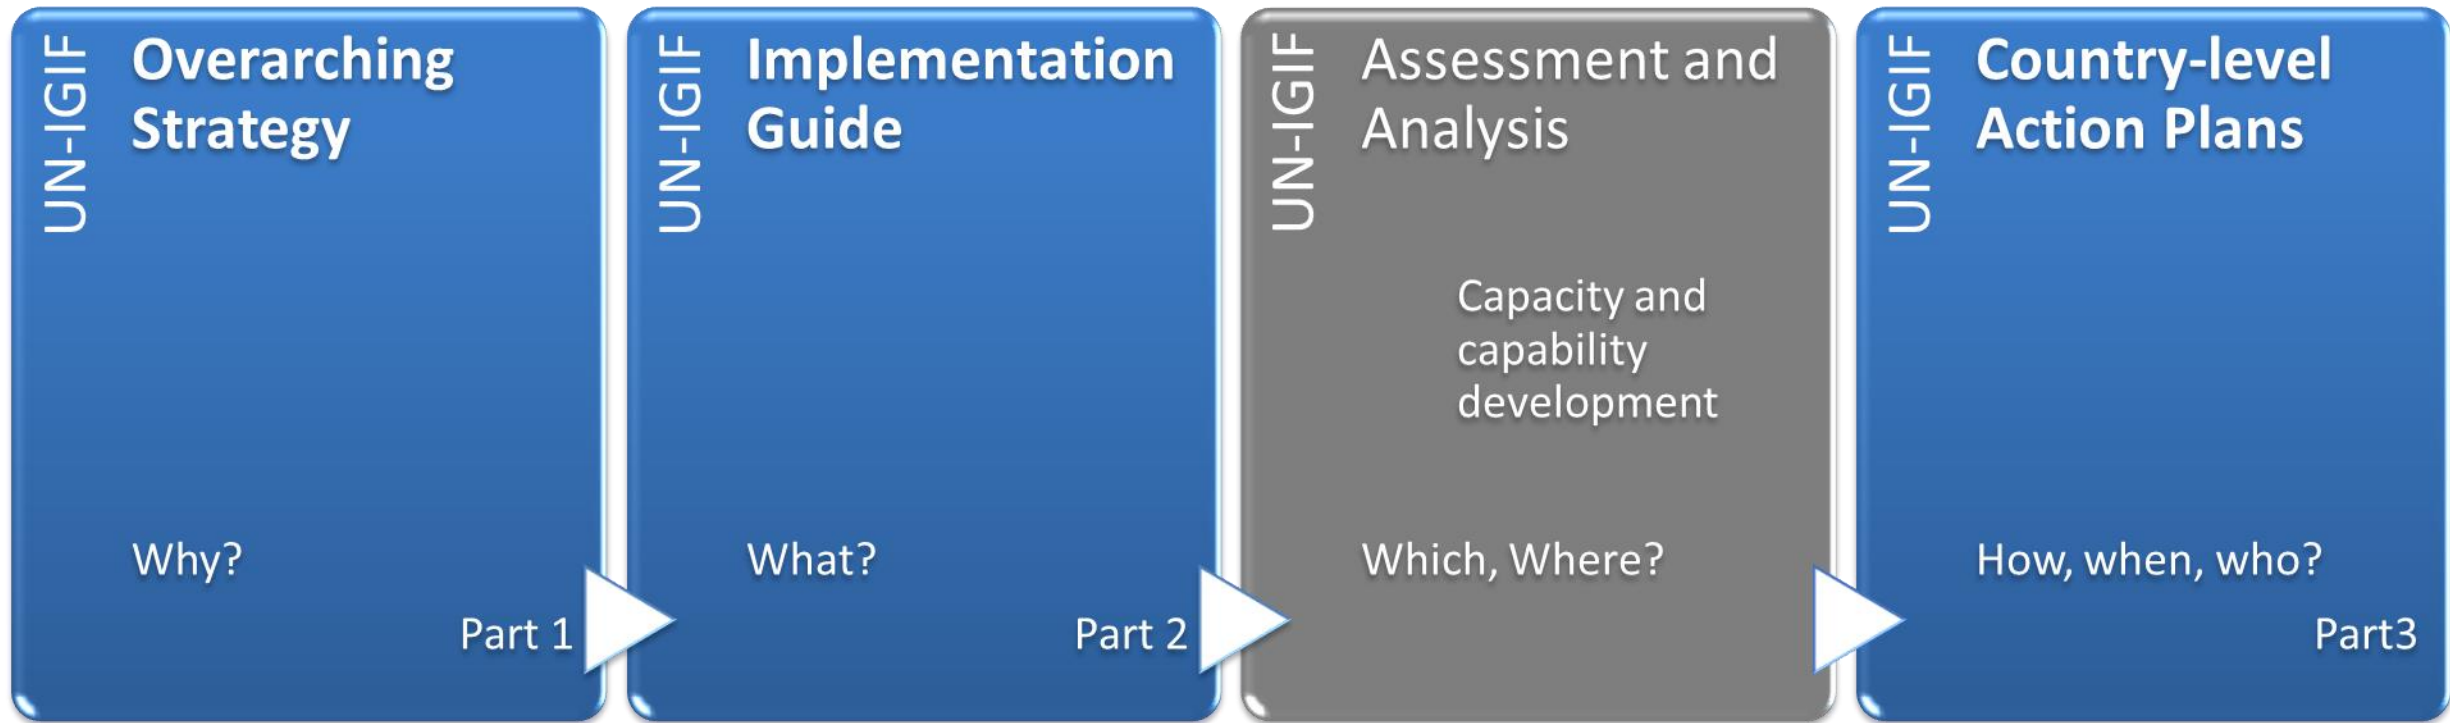 UN-IGIF
Overarching
Strategy
Why?
Part 1
UN-IGIF
Implementation
Guide
What?
Part 2
UN-IGIF
Assessment and
Analysis
Capacity and
capability
development
Which, Where?
UN-IGIF
Country-level
Action Plans
How, when, who?
Part3